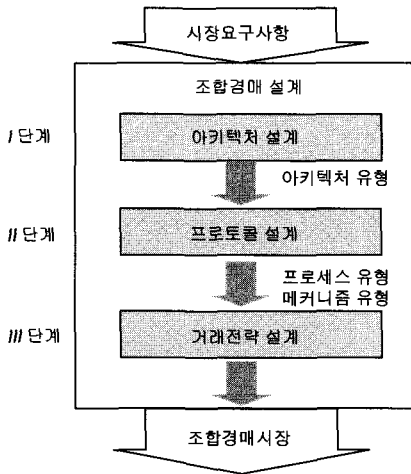 시장요구사항
조합경매 설계
I 단계
아키텍처 설계
아키텍처 유형
II 단계
프로토콜 설계
프로세스 유형
메커니즘 유형
III 단계
거래전략 설계
조합경매시장